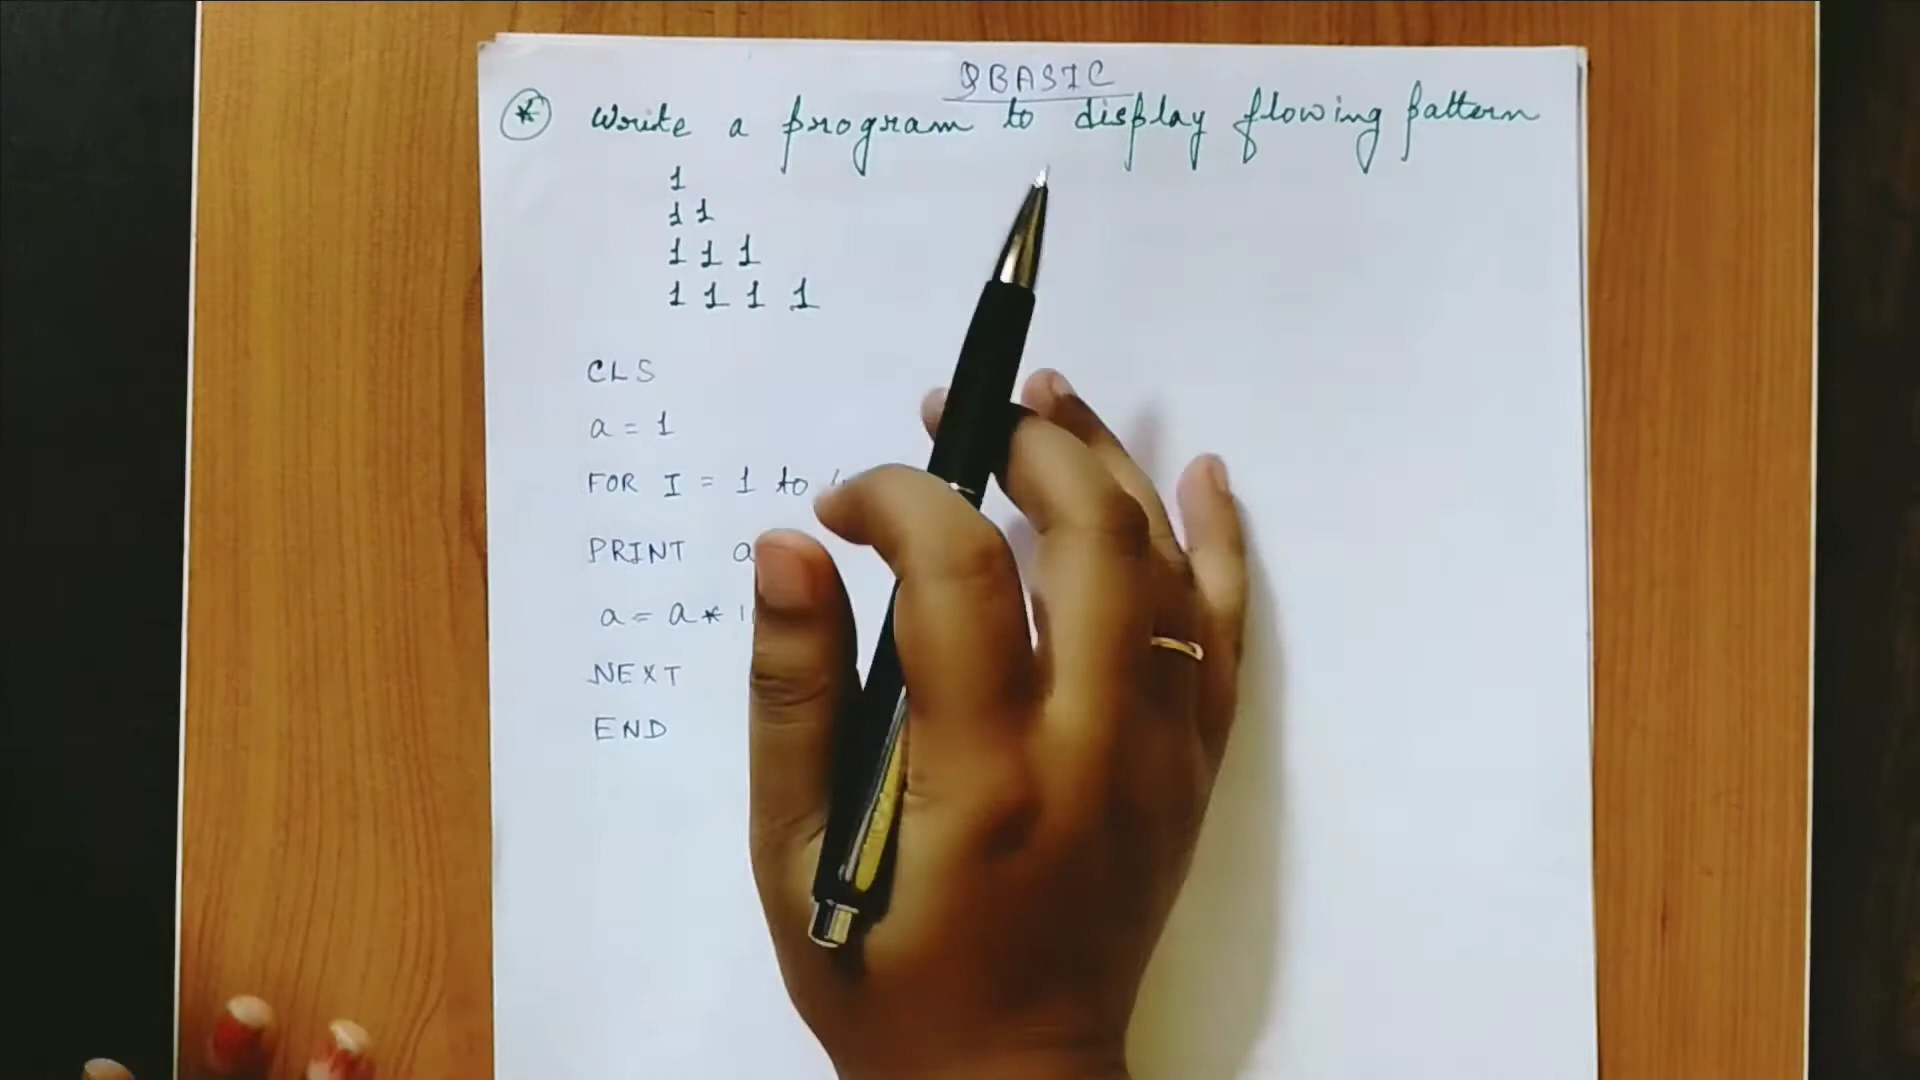 QBASIC
* Write a program to display flowing pattern
1
1 1
1 1 1
1 1 1 1
CLS
a = 1
FOR I = 1 to
PRINT a
a = a *
NEXT
END